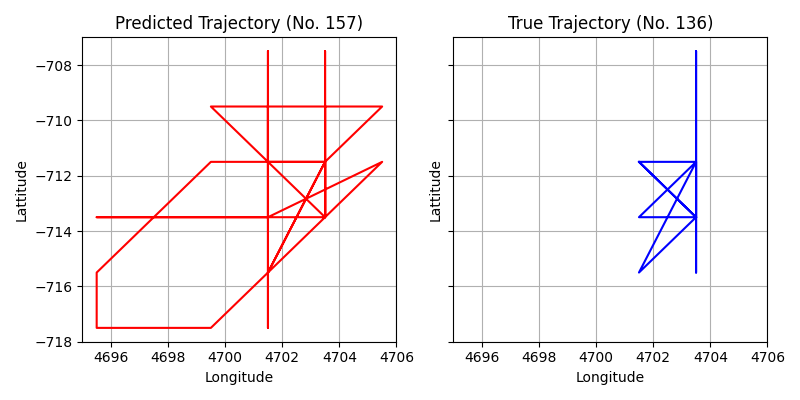 Predicted Trajectory (No. 157)
True Trajectory (No. 136)
−708
−710
−712
−714
−716
−718
Lattitude
Lattitude
4696 4698 4700 4702 4704 4706
4696 4698 4700 4702 4704 4706
Longitude
Longitude